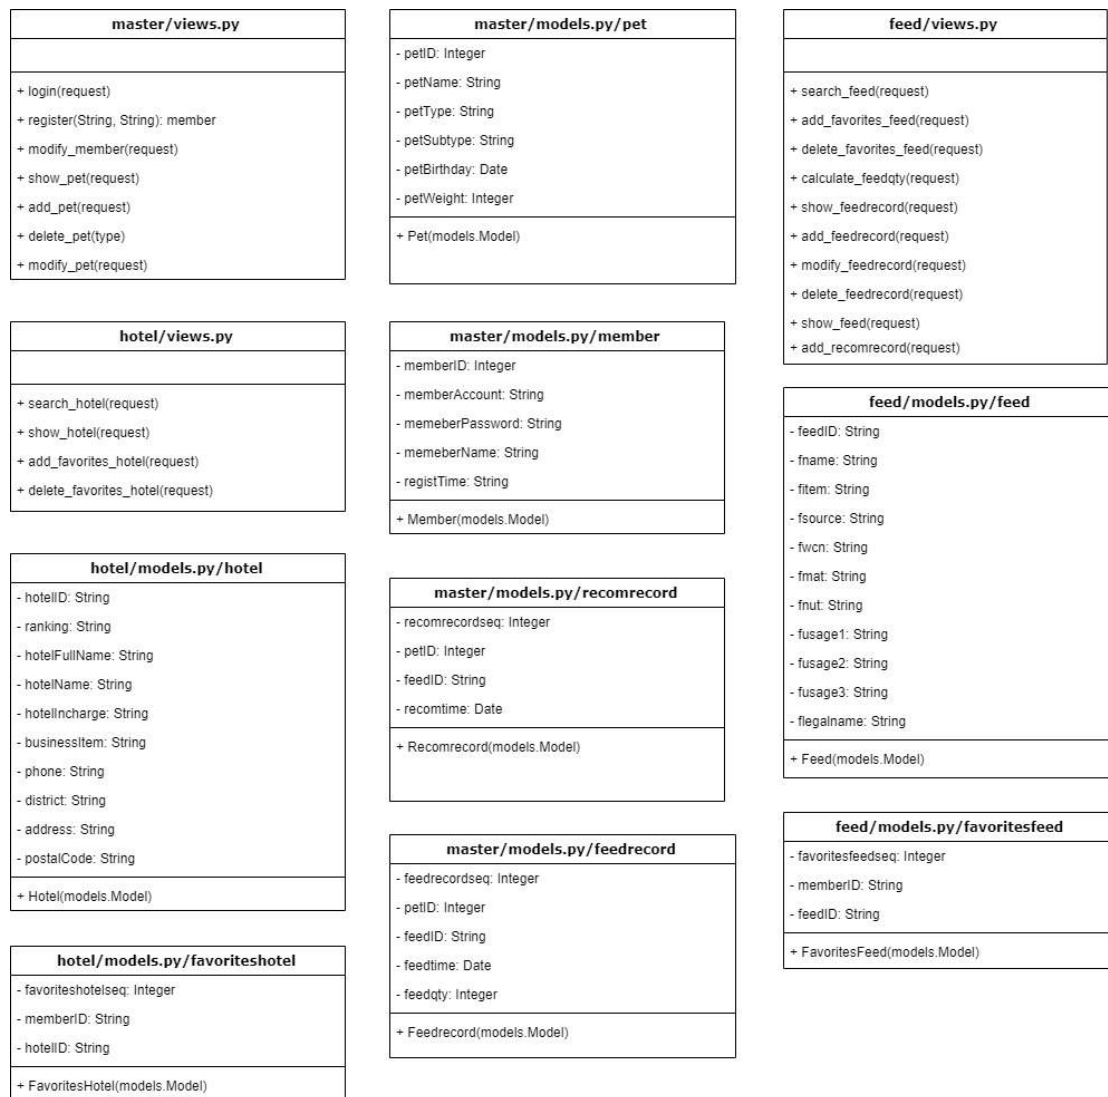 master/views.py
+ login(request)
+ register(String, String): member
+ modify_member(request)
+ show_pet(request)
+ add_pet(request)
+ delete_pet(type)
+ modify_pet(request)
hotel/views.py
+ search_hotel(request)
+ show_hotel(request)
+ add_favorites_hotel(request)
+ delete_favorites_hotel(request)
hotel/models.py/hotel
- hotelID: String
- ranking: String
- hotelFullName: String
- hotelName: String
- hotelIncharge: String
- businessItem: String
- phone: String
- district: String
- address: String
- postalCode: String
+ Hotel(models.Model)
hotel/models.py/favoriteshotel
- favoriteshotelseq: Integer
- memberID: String
- hotelID: String
+ FavoritesHotel(models.Model)
master/models.py/pet
- petID: Integer
- petName: String
- petType: String
- petSubtype: String
- petBirthday: Date
- petWeight: Integer
+ Pet(models.Model)
master/models.py/member
- memberID: Integer
- memberAccount: String
- memeberPassword: String
- memeberName: String
- registTime: String
+ Member(models.Model)
master/models.py/recomrecord
- recomrecordseq: Integer
- petID: Integer
- feedID: String
- recomtime: Date
+ Recomrecord(models.Model)
master/models.py/feedrecord
- feedrecordseq: Integer
- petID: Integer
- feedID: String
- feedtime: Date
- feedqty: Integer
+ Feedrecord(models.Model)
feed/views.py
+ search_feed(request)
+ add_favorites_feed(request)
+ delete_favorites_feed(request)
+ calculate_feedqty(request)
+ show_feedrecord(request)
+ add_feedrecord(request)
+ modify_feedrecord(request)
+ delete_feedrecord(request)
+ show_feed(request)
+ add_recomrecord(request)
feed/models.py/feed
- feedID: String
- fname: String
- fitem: String
- fsource: String
- fwcn: String
- fmat: String
- fnut: String
- fusage1: String
- fusage2: String
- fusage3: String
- flegalname: String
+ Feed(models.Model)
feed/models.py/favoritesfeed
- favoritesfeedseq: Integer
- memberID: String
- feedID: String
+ FavoritesFeed(models.Model)